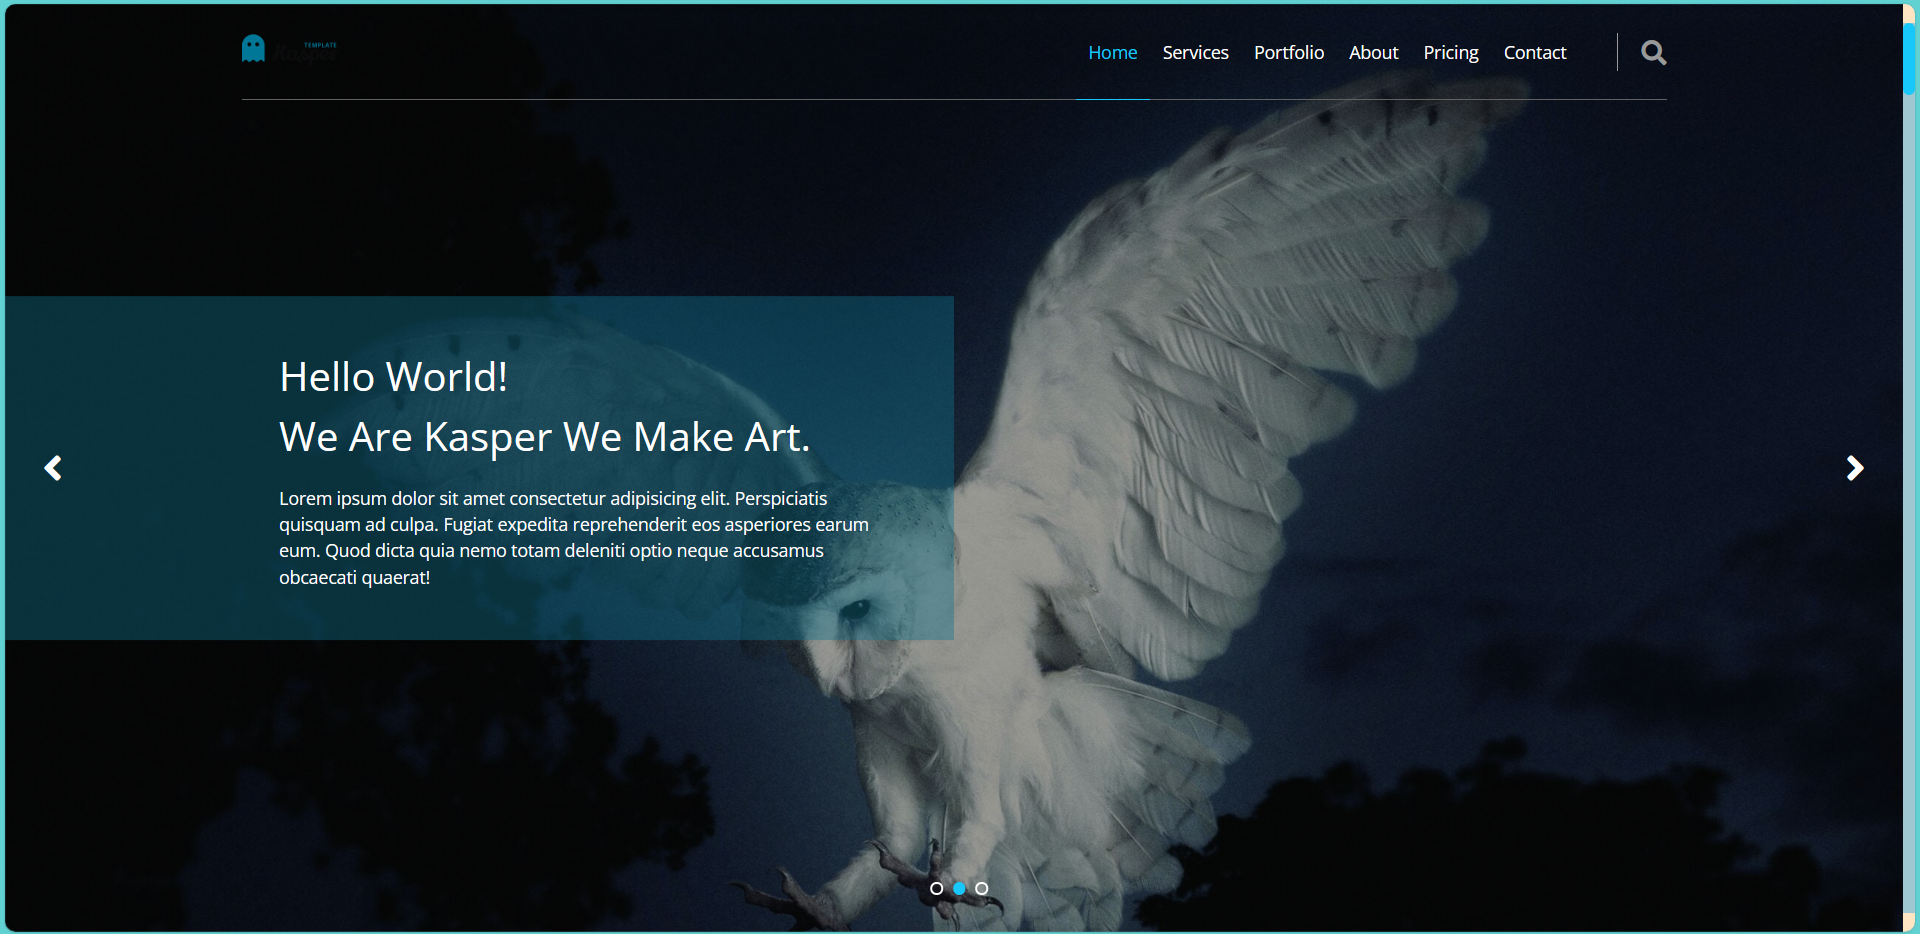 TEMPLATE
Kasper
Home Services Portfolio About Pricing Contact
Hello World!
We Are Kasper We Make Art.
Lorem ipsum dolor sit amet consectetur adipisicing elit. Perspiciatis
quisquam ad culpa. Fugiat expedita reprehenderit eos asperiores earum
eum. Quod dicta quia nemo totam deleniti optio neque accusamus
obcaecati quaerat!